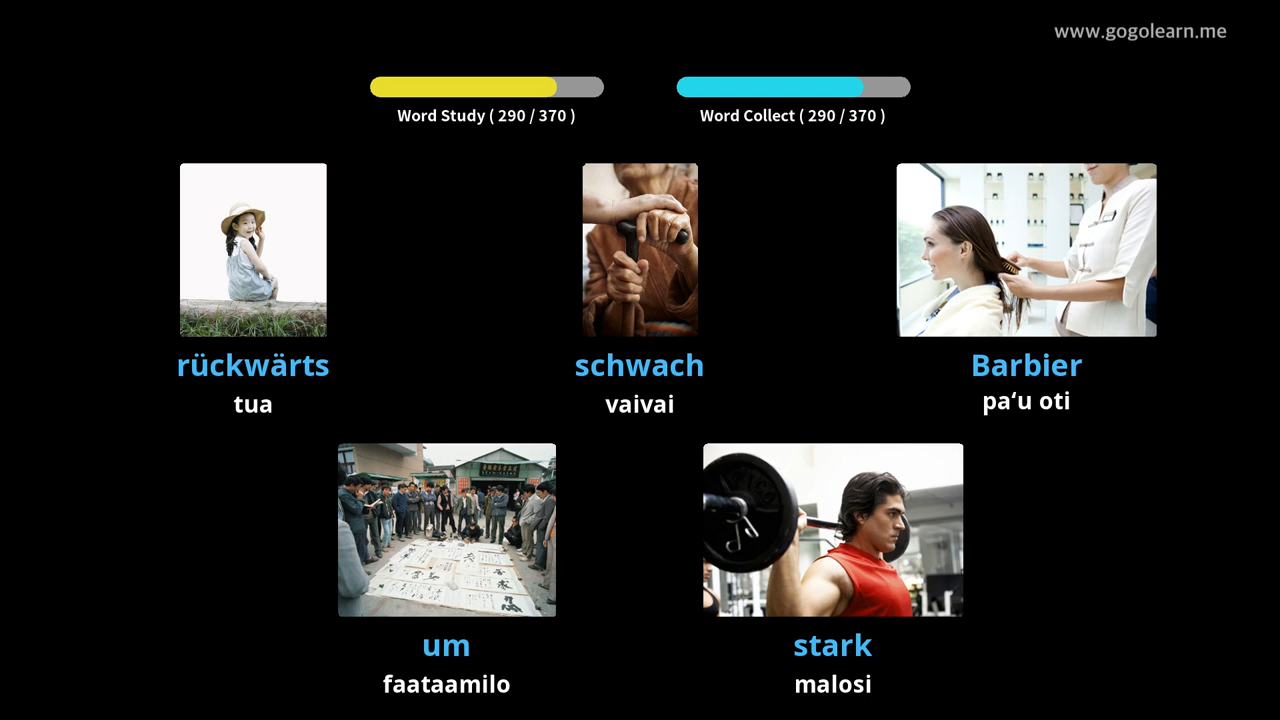 www.gogolearn.me
Word Study ( 290 / 370 )
Word Collect ( 290 / 370 )
rückwärts
tua
schwach
vaivai
Barbier
paʻu oti
um
faataamilo
stark
malosi